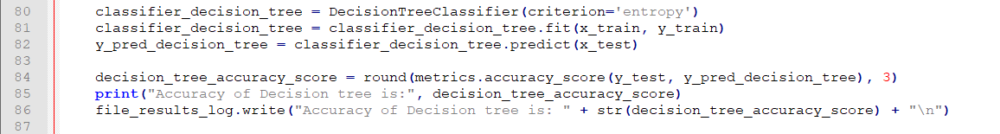 80 classifier_decision_tree = DecisionTreeClassifier(criterion='entropy')
81 classifier_decision_tree = classifier_decision_tree.fit(x_train, y_train)
82 y_pred_decision_tree = classifier_decision_tree.predict(x_test)
83
84 decision_tree_accuracy_score = round(metrics.accuracy_score(y_test, y_pred_decision_tree), 3)
85 print("Accuracy of Decision tree is:", decision_tree_accuracy_score)
86 file_results_log.write("Accuracy of Decision tree is: " + str(decision_tree_accuracy_score) + "\n")
87